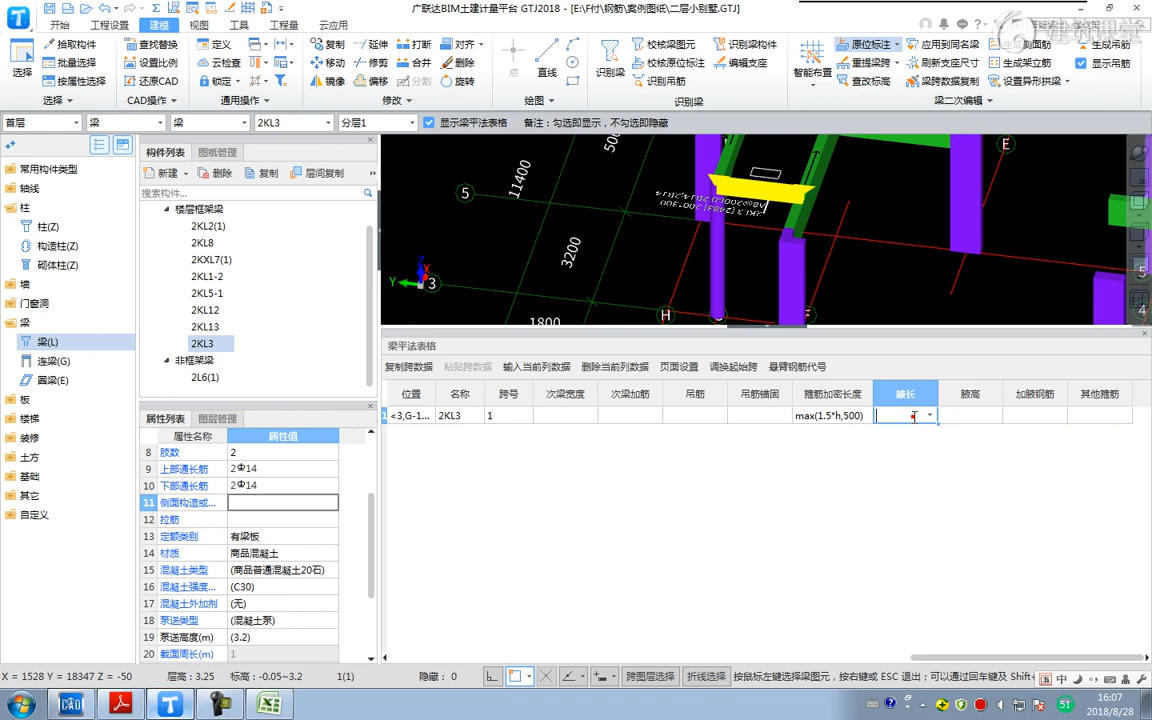 广联达BIM土建计量平台 GTJ2018 - [E:\F付\钢筋\案例图纸\二层小别墅.GTJ]
开始 工程设置 建模 视图 工具 工程量 云应用
拾取构件 查找替换 定义 复制 延伸 打断 对齐 校核梁图元 识别梁构件 原位标注 应用到同名梁 生成侧面筋 生成吊筋
选择 批量选择 设置比例 云检查 移动 修剪 合并 删除 点 直线 识别梁 校核原位标注 编辑支座 智能布置 重提梁跨 刷新支座尺寸 生成架立筋 显示吊筋
按属性选择 还原CAD 锁定 镜像 偏移 分割 旋转 识别吊筋 查改标高 梁跨数据复制 设置异形拱梁
选择 CAD操作 通用操作 修改 绘图 识别梁 梁二次编辑
首层 梁 梁 2KL3 分层1 显示梁平法表格 备注：勾选即显示，不勾选即隐藏
常用构件类型
轴线
柱
柱(Z)
构造柱(Z)
砌体柱(Z)
墙
门窗洞
梁
梁(L)
连梁(G)
圈梁(E)
板
楼梯
装修
土方
基础
其它
自定义
构件列表 图纸管理
新建 删除 复制 层间复制 »
搜索构件...
楼层框架梁
2KL2(1)
2KL8
2KXL7(1)
2KL1-2
2KL5-1
2KL12
2KL13
2KL3
非框架梁
2L6(1)
属性列表 图层管理
属性名称 属性值
8 肢数 2
9 上部通长筋 2⏀14
10 下部通长筋 2⏀14
11 侧面构造或...
12 拉筋
13 定额类别 有梁板
14 材质 商品混凝土
15 混凝土类型 (商品普通混凝土20石)
16 混凝土强度... (C30)
17 混凝土外加剂 (无)
18 泵送类型 (混凝土泵)
19 泵送高度(m) (3.2)
20 截面周长(m) 1
5 11400 500 E
3200
3 1800 H F
Z X Y
5
4
梁平法表格
复制跨数据 粘贴跨数据 输入当前列数据 删除当前列数据 页面设置 调换起始跨 悬臂钢筋代号
位置 名称 跨号 次梁宽度 次梁加筋 吊筋 吊筋锚固 箍筋加密长度 腋长 腋高 加腋钢筋 其他箍筋
1 <3,G-1... 2KL3 1 max(1.5*h,500)
X = 1528 Y = 18347 Z = -50 层高：3.25 标高：-0.05~3.2 1(1) 隐藏：0 跨图层选择 折线选择 按鼠标左键选择梁图元，按右键或 ESC 退出；可以通过回车键及 Shift+
中
51 16:07
2018/8/28